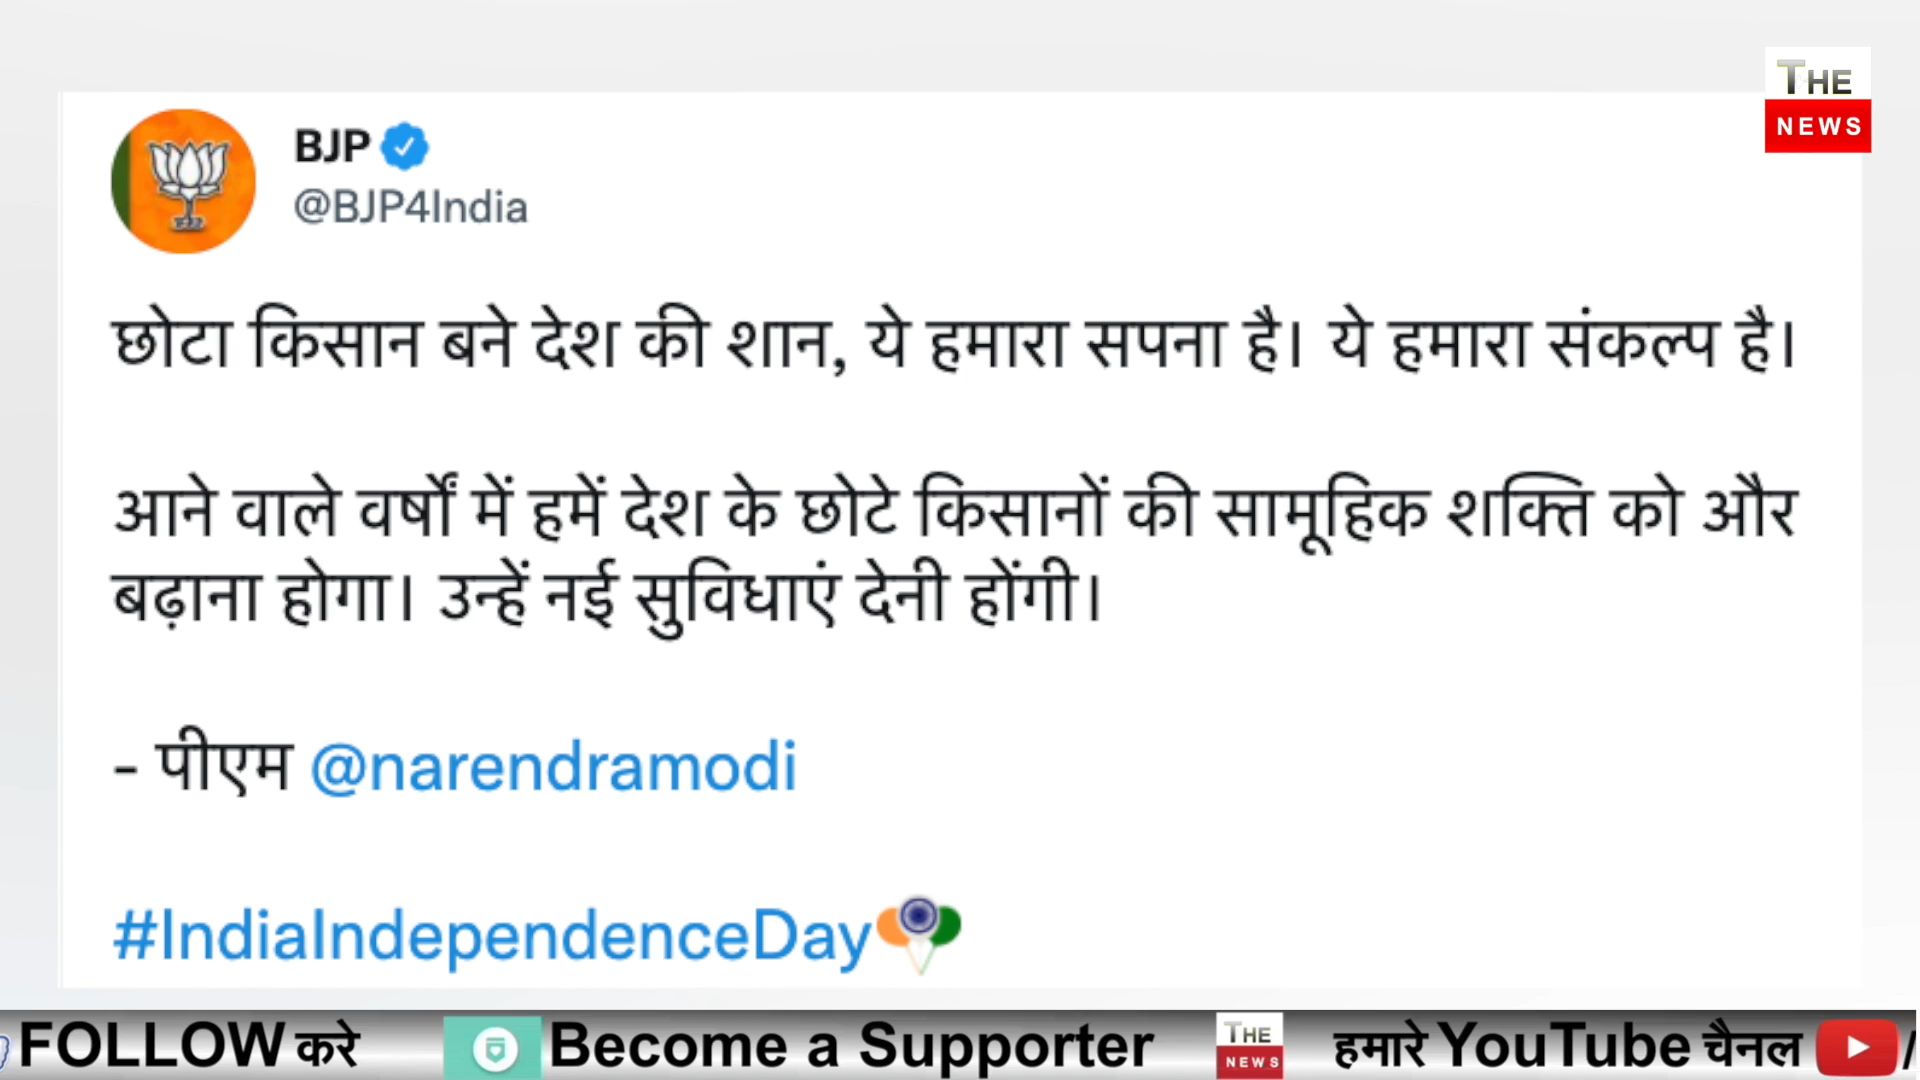 THE
NEWS
BJP
@BJP4India
छोटा किसान बने देश की शान, ये हमारा सपना है। ये हमारा संकल्प है।
आने वाले वर्षों में हमें देश के छोटे किसानों की सामूहिक शक्ति को और
बढ़ाना होगा। उन्हें नई सुविधाएं देनी होंगी।
- पीएम @narendramodi
#IndiaIndependenceDay
FOLLOW करे Become a Supporter THE NEWS हमारे YouTube चैनल /